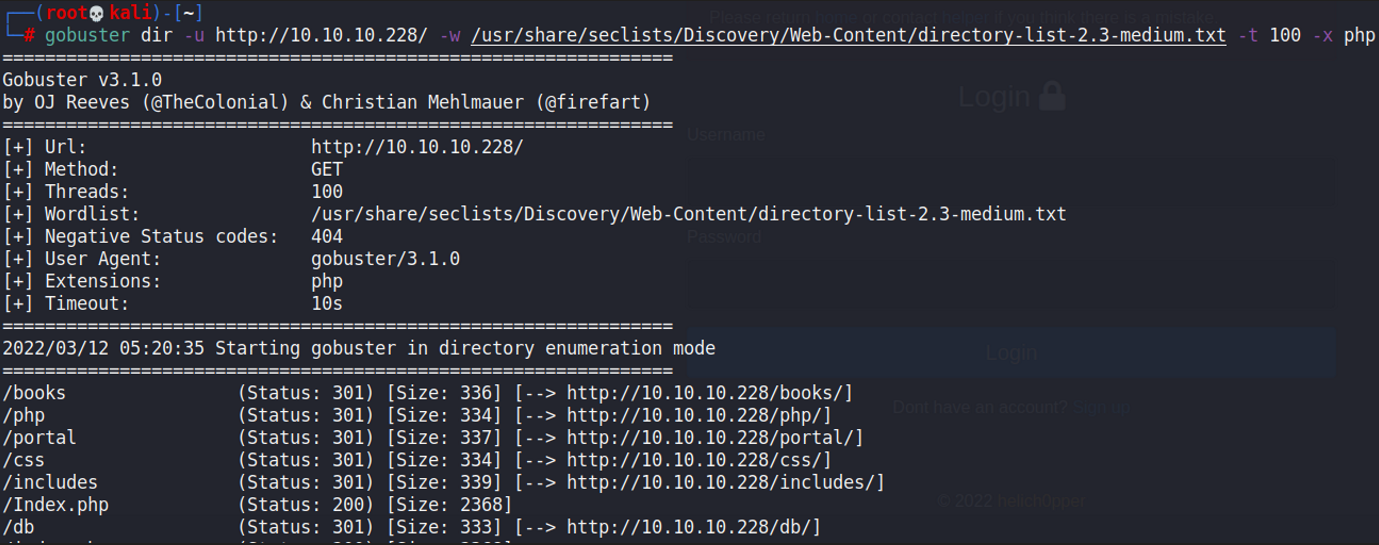 ┌──(root💀kali)-[~]
Please return home or contact helper if you think there is a mistake.
└─# gobuster dir -u http://10.10.10.228/ -w /usr/share/seclists/Discovery/Web-Content/directory-list-2.3-medium.txt -t 100 -x php
===============================================================
Gobuster v3.1.0
by OJ Reeves (@TheColonial) & Christian Mehlmauer (@firefart)
Login
===============================================================
Username
[+] Url: http://10.10.10.228/
[+] Method: GET
[+] Threads: 100
[+] Wordlist: /usr/share/seclists/Discovery/Web-Content/directory-list-2.3-medium.txt
[+] Negative Status codes: 404
Password
[+] User Agent: gobuster/3.1.0
[+] Extensions: php
[+] Timeout: 10s
===============================================================
2022/03/12 05:20:35 Starting gobuster in directory enumeration mode
Login
===============================================================
/books (Status: 301) [Size: 336] [--> http://10.10.10.228/books/]
/php (Status: 301) [Size: 334] [--> http://10.10.10.228/php/]
Dont have an account? Sign up
/portal (Status: 301) [Size: 337] [--> http://10.10.10.228/portal/]
/css (Status: 301) [Size: 334] [--> http://10.10.10.228/css/]
/includes (Status: 301) [Size: 339] [--> http://10.10.10.228/includes/]
/Index.php (Status: 200) [Size: 2368]
© 2022 hellch0pper
/db (Status: 301) [Size: 333] [--> http://10.10.10.228/db/]